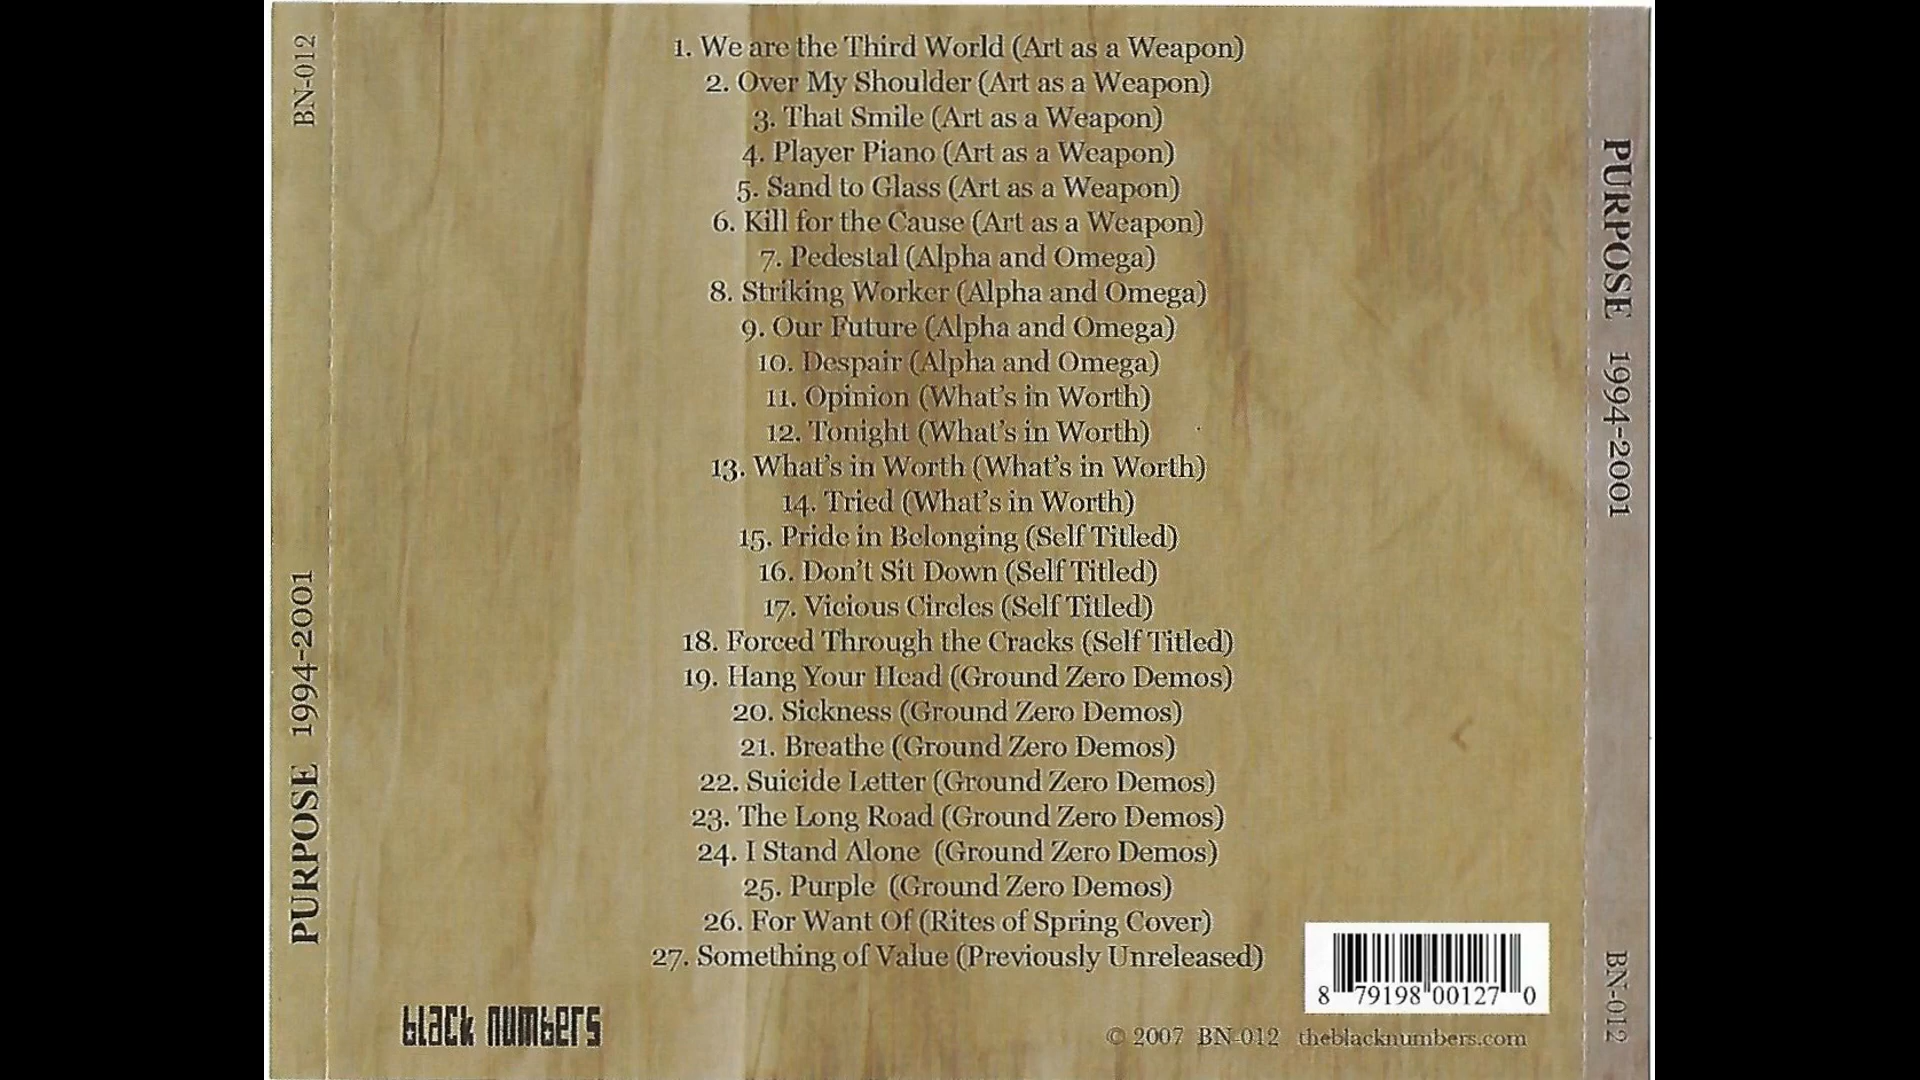 BN-012
PURPOSE 1994-2001
1. We are the Third World (Art as a Weapon)
2. Over My Shoulder (Art as a Weapon)
3. That Smile (Art as a Weapon)
4. Player Piano (Art as a Weapon)
5. Sand to Glass (Art as a Weapon)
6. Kill for the Cause (Art as a Weapon)
7. Pedestal (Alpha and Omega)
8. Striking Worker (Alpha and Omega)
9. Our Future (Alpha and Omega)
10. Despair (Alpha and Omega)
11. Opinion (What's in Worth)
12. Tonight (What's in Worth)
13. What's in Worth (What's in Worth)
14. Tried (What's in Worth)
15. Pride in Belonging (Self Titled)
16. Don't Sit Down (Self Titled)
17. Vicious Circles (Self Titled)
18. Forced Through the Cracks (Self Titled)
19. Hang Your Head (Ground Zero Demos)
20. Sickness (Ground Zero Demos)
21. Breathe (Ground Zero Demos)
22. Suicide Letter (Ground Zero Demos)
23. The Long Road (Ground Zero Demos)
24. I Stand Alone (Ground Zero Demos)
25. Purple (Ground Zero Demos)
26. For Want Of (Rites of Spring Cover)
27. Something of Value (Previously Unreleased)
black numbers
8 79198 00127 0
© 2007 BN-012 theblacknumbers.com
PURPOSE 1994-2001
BN-012